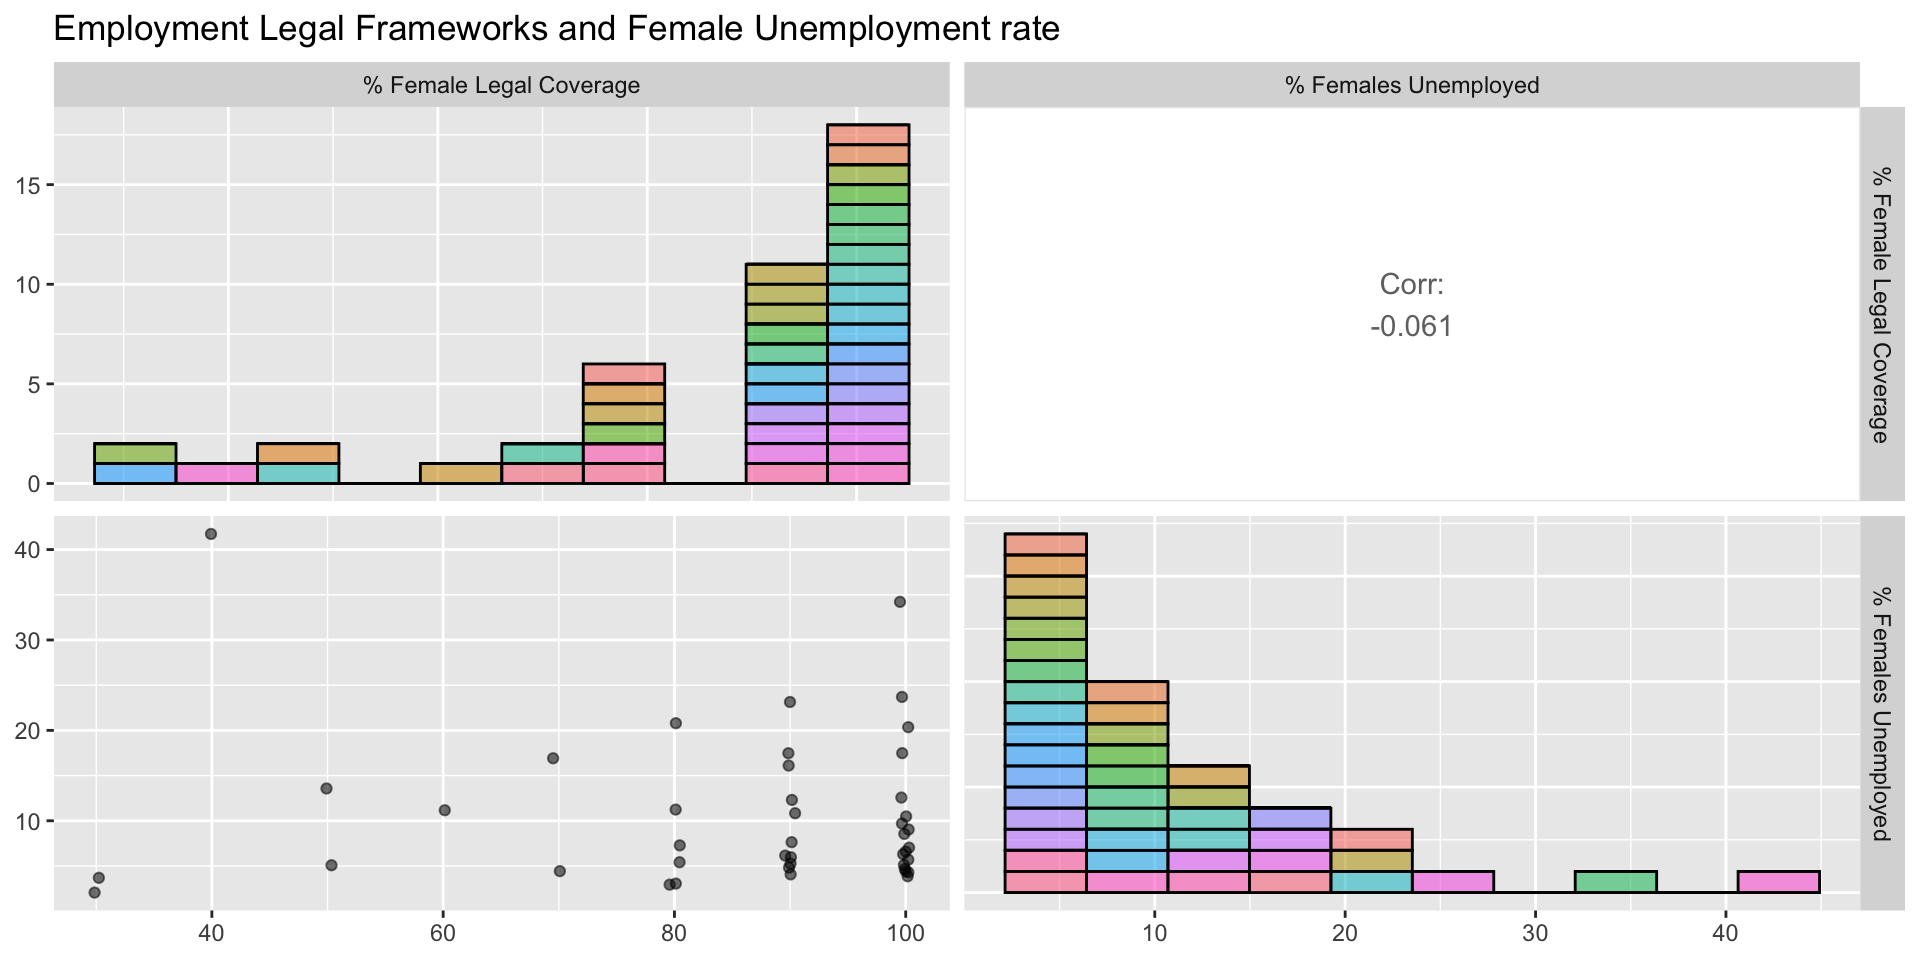 Employment Legal Frameworks and Female Unemployment rate
% Female Legal Coverage
% Females Unemployed
15
10
5
0
Corr:
-0.061
% Female Legal Coverage
40
30
20
10
% Females Unemployed
40
60
80
100
10
20
30
40